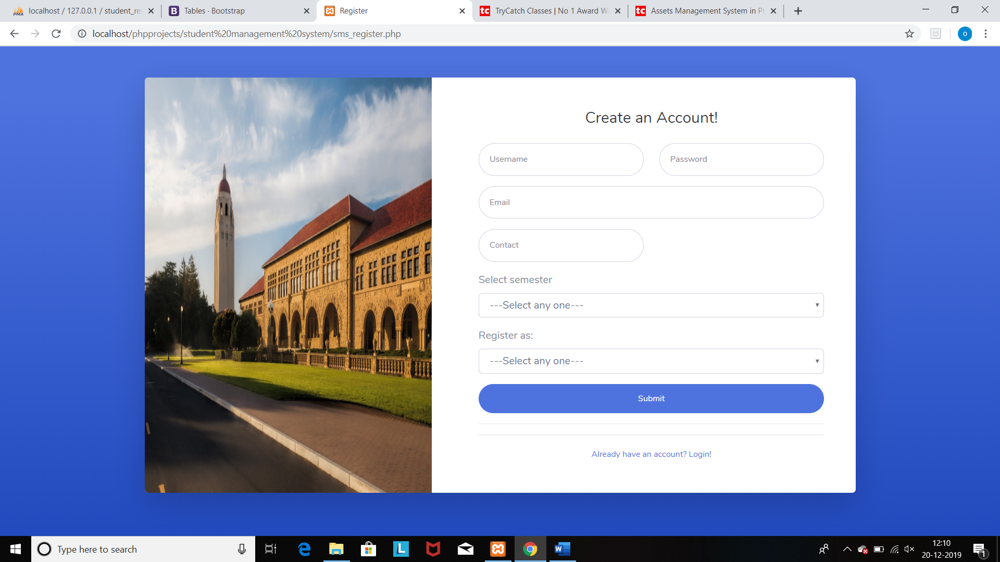 localhost / 127.0.0.1 / student_re
Tables · Bootstrap
Register
TryCatch Classes | No 1 Award Wi
Assets Management System in P
localhost/phpprojects/student%20management%20system/sms_register.php
o
Create an Account!
Username
Password
Email
Contact
Select semester
---Select any one---
Register as:
---Select any one---
Submit
Already have an account? Login!
Type here to search
12:10
20-12-2019
1